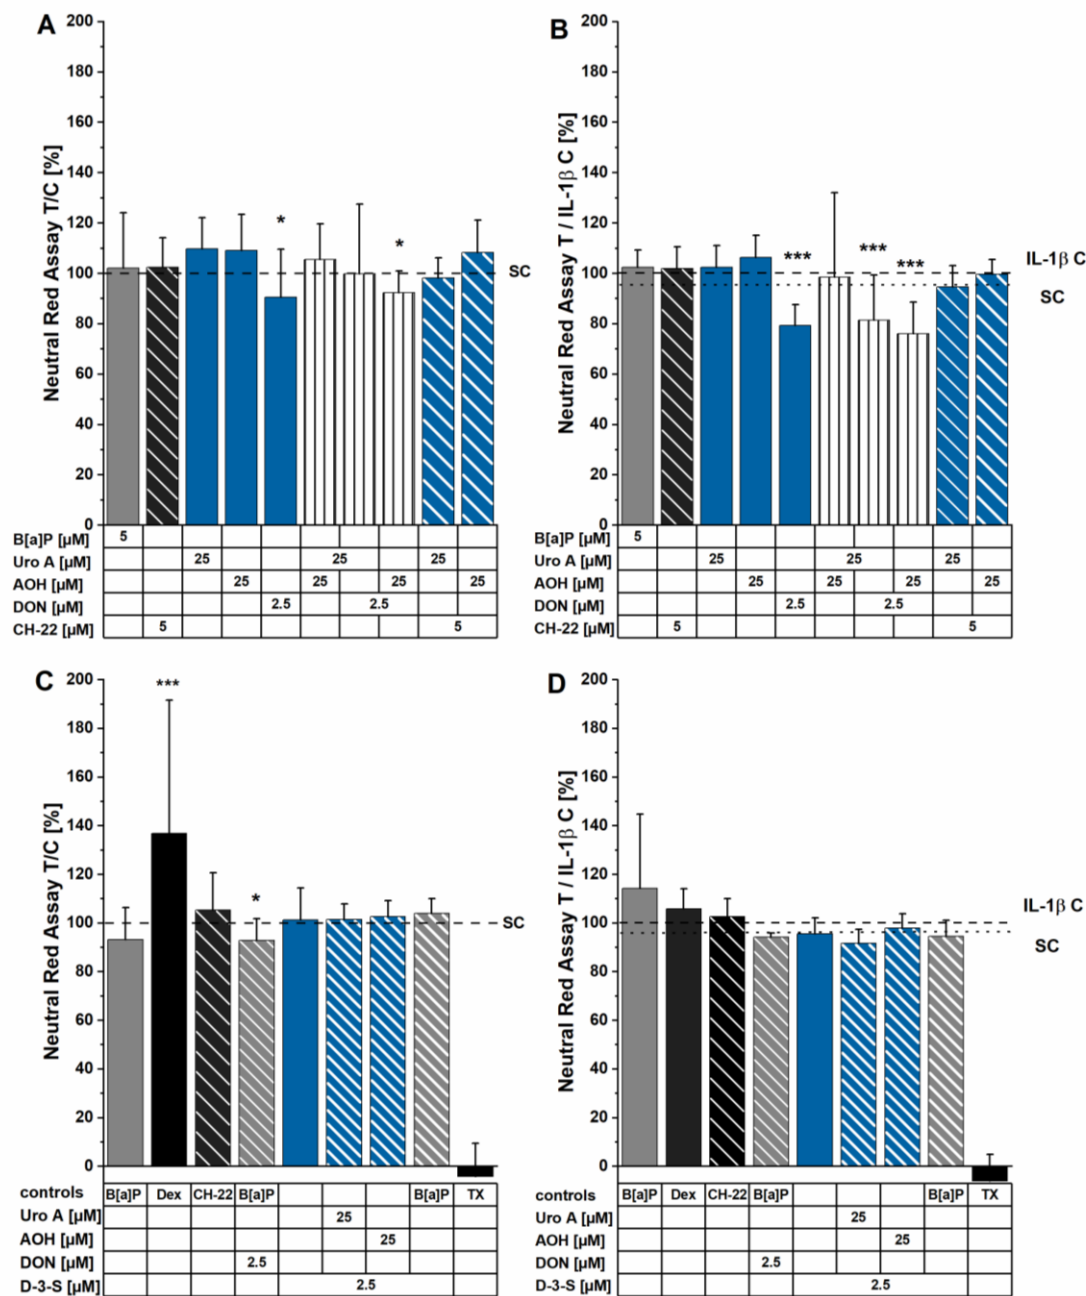 A
Neutral Red Assay T/C [%]
200
180
160
140
120
100
80
60
40
20
0
*
*
SC
B[a]P [µM] 5
Uro A [µM] 25 25 25
AOH [µM] 25 25 25 25
DON [µM] 2.5 2.5
CH-22 [µM] 5 5
B
Neutral Red Assay T / IL-1β C [%]
200
180
160
140
120
100
80
60
40
20
0
***
***
***
IL-1β C
SC
B[a]P [µM] 5
Uro A [µM] 25 25 25
AOH [µM] 25 25 25 25
DON [µM] 2.5 2.5
CH-22 [µM] 5 5
C
Neutral Red Assay T/C [%]
200
180
160
140
120
100
80
60
40
20
0
***
*
SC
controls B[a]P Dex CH-22 B[a]P B[a]P TX
Uro A [µM] 25
AOH [µM] 25
DON [µM] 2.5
D-3-S [µM] 2.5
D
Neutral Red Assay T / IL-1β C [%]
200
180
160
140
120
100
80
60
40
20
0
IL-1β C
SC
controls B[a]P Dex CH-22 B[a]P B[a]P TX
Uro A [µM] 25
AOH [µM] 25
DON [µM] 2.5
D-3-S [µM] 2.5